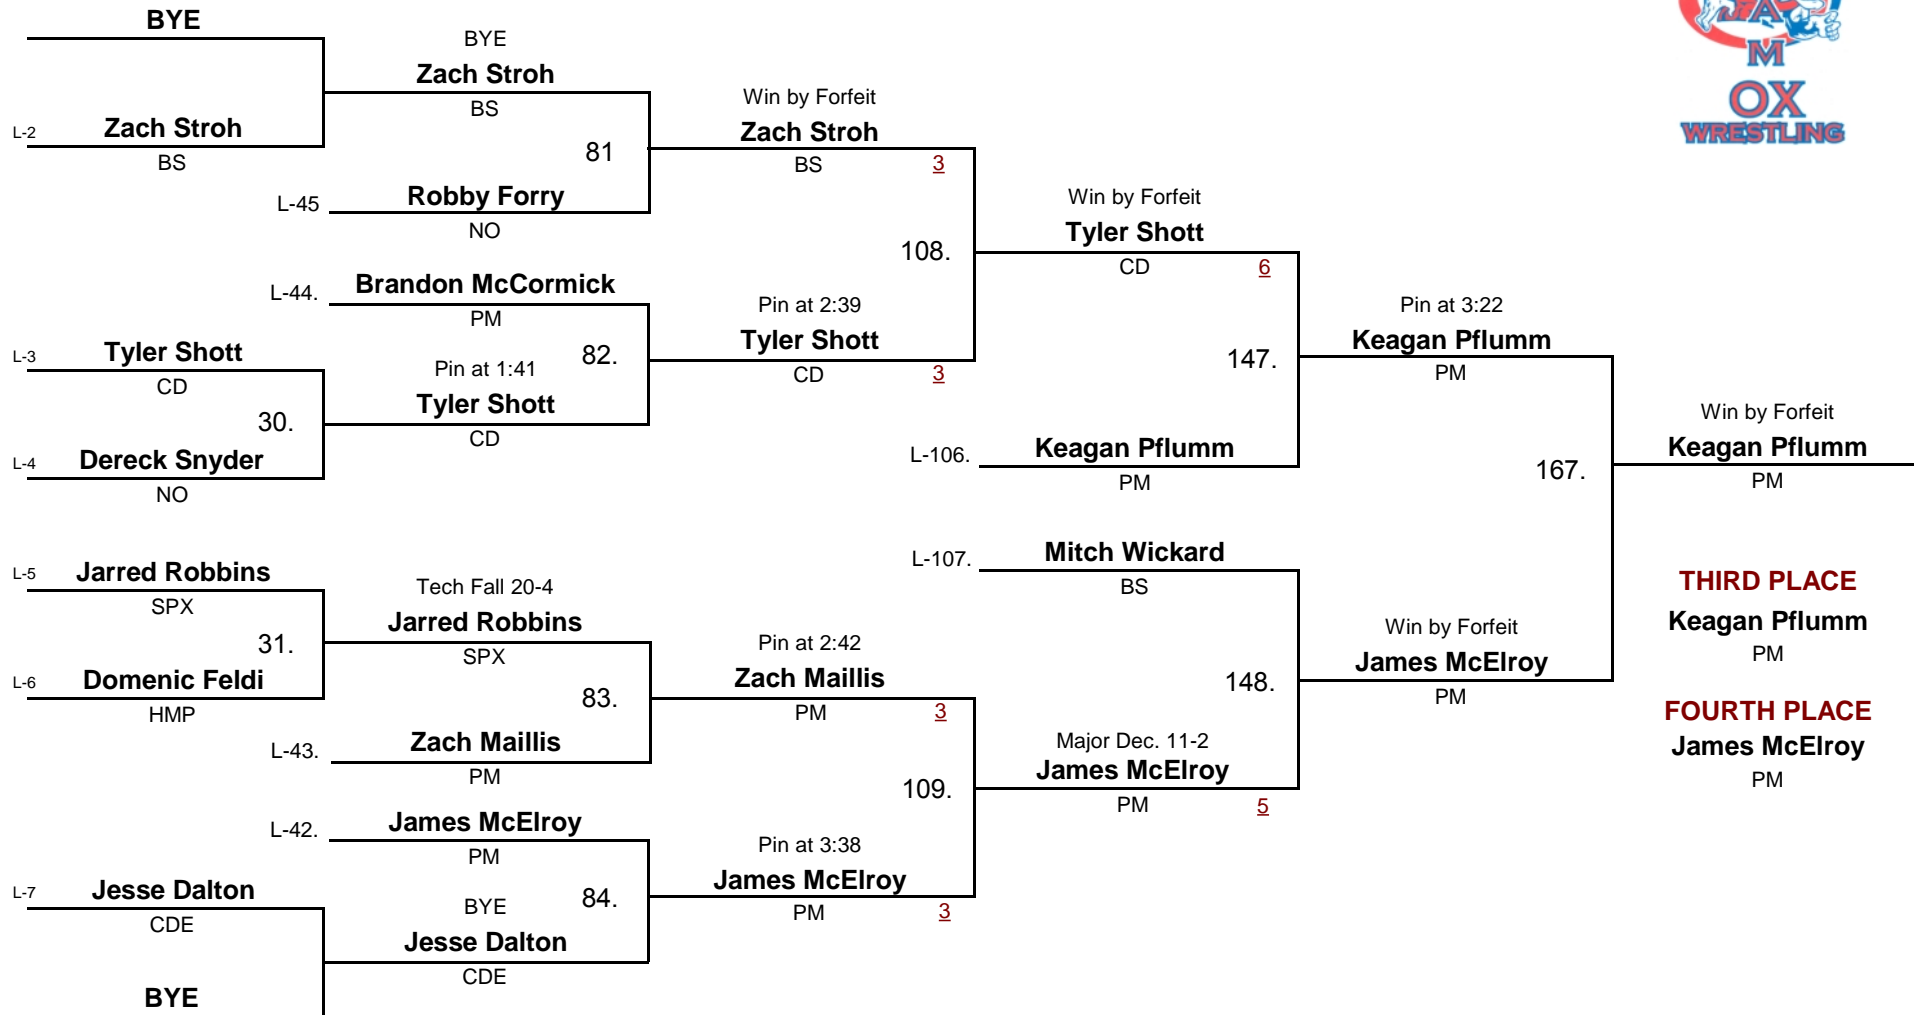 BYE
BYE
Zach Stroh
BS
L-2
Zach Stroh
BS
81
L-45
Robby Forry
NO
Win by Forfeit
Zach Stroh
BS
3
108.
L-44.
Brandon McCormick
PM
L-3
Tyler Shott
CD
30.
L-4
Dereck Snyder
NO
Pin at 1:41
Tyler Shott
CD
82.
Pin at 2:39
Tyler Shott
CD
3
Win by Forfeit
Tyler Shott
CD
6
147.
L-106.
Keagan Pflumm
PM
Pin at 3:22
Keagan Pflumm
PM
167.
Win by Forfeit
Keagan Pflumm
PM
L-5
Jarred Robbins
SPX
31.
L-6
Domenic Feldi
HMP
Tech Fall 20-4
Jarred Robbins
SPX
83.
L-43.
Zach Maillis
PM
Pin at 2:42
Zach Maillis
PM
3
109.
L-42.
James McElroy
PM
84.
L-7
Jesse Dalton
CDE
BYE
BYE
Jesse Dalton
CDE
Pin at 3:38
James McElroy
PM
3
L-107.
Mitch Wickard
BS
148.
Major Dec. 11-2
James McElroy
PM
5
Win by Forfeit
James McElroy
PM
THIRD PLACE
Keagan Pflumm
PM
FOURTH PLACE
James McElroy
PM
A
M
OX
WRESTLING